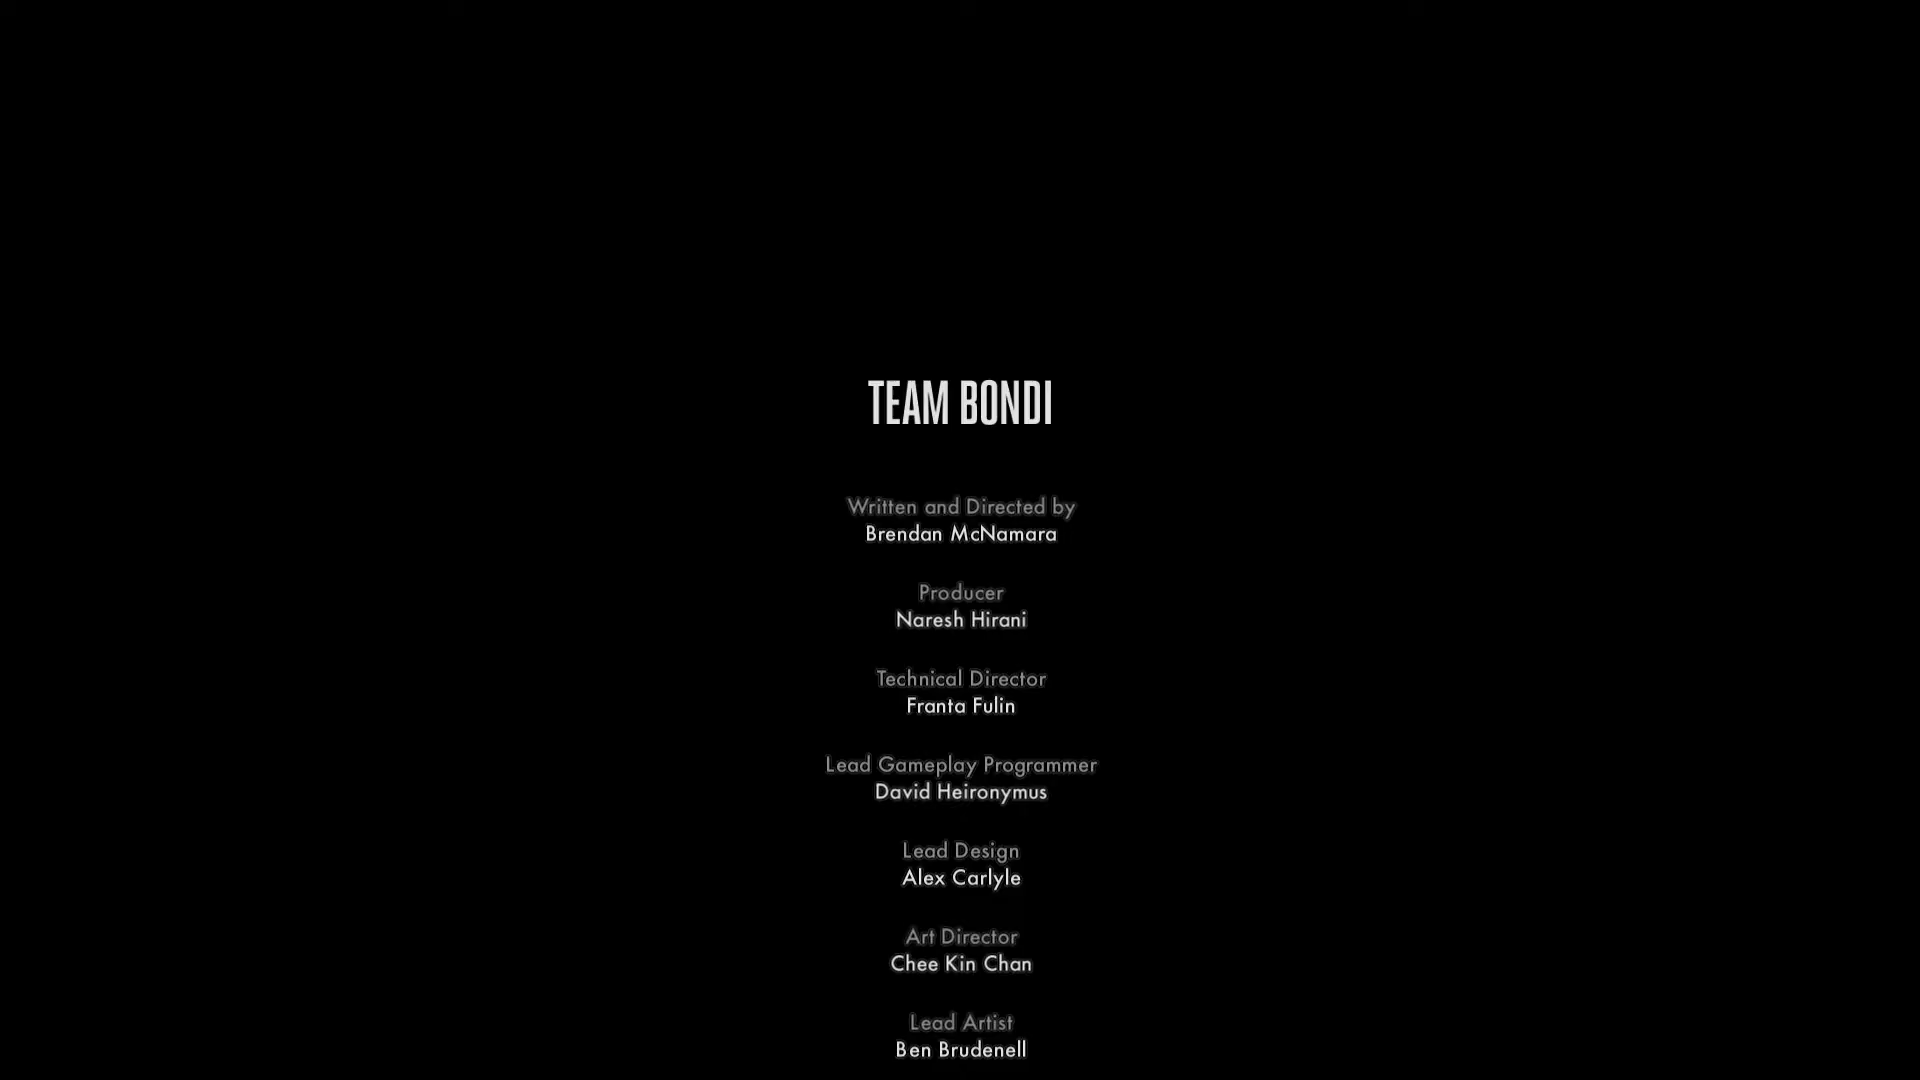 TEAM BONDI
Written and Directed by
Brendan McNamara
Producer
Naresh Hirani
Technical Director
Franta Fulin
Lead Gameplay Programmer
David Heironymus
Lead Design
Alex Carlyle
Art Director
Chee Kin Chan
Lead Artist
Ben Brudenell